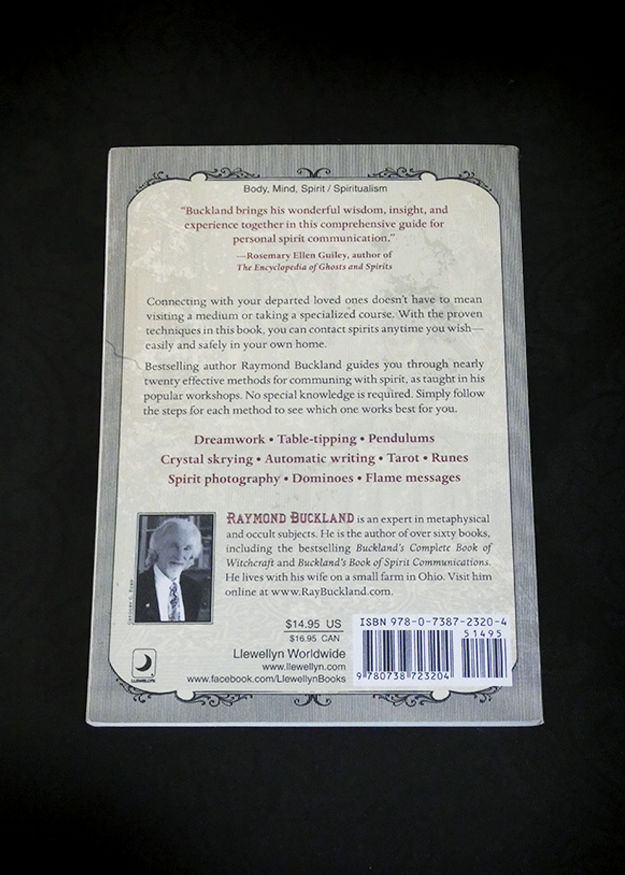 Body, Mind, Spirit / Spiritualism
“Buckland brings his wonderful wisdom, insight, and
experience together in this comprehensive guide for
personal spirit communication.”
—Rosemary Ellen Guiley, author of
The Encyclopedia of Ghosts and Spirits
Connecting with your departed loved ones doesn’t have to mean
visiting a medium or taking a specialized course. With the proven
techniques in this book, you can contact spirits anytime you wish—
easily and safely in your own home.
Bestselling author Raymond Buckland guides you through nearly
twenty effective methods for communing with spirit, as taught in his
popular workshops. No special knowledge is required. Simply follow
the steps for each method to see which one works best for you.
Dreamwork • Table-tipping • Pendulums
Crystal skrying • Automatic writing • Tarot • Runes
Spirit photography • Dominoes • Flame messages
RAYMOND BUCKLAND is an expert in metaphysical
and occult subjects. He is the author of over sixty books,
including the bestselling Buckland’s Complete Book of
Witchcraft and Buckland’s Book of Spirit Communications.
He lives with his wife on a small farm in Ohio. Visit him
online at www.RayBuckland.com.
$14.95 US
$16.95 CAN
Llewellyn Worldwide
www.llewellyn.com
www.facebook.com/LlewellynBooks
LLEWELLYN
ISBN 978-0-7387-2320-4
51495
9 780738 723204